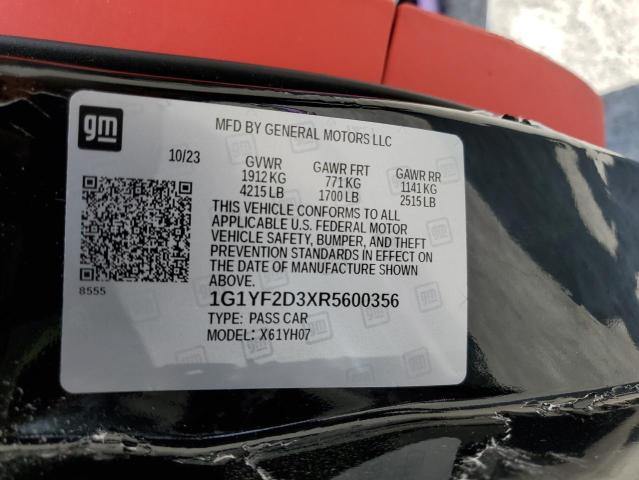 gm
MFD BY GENERAL MOTORS LLC
10/23
GVWR GAWR FRT GAWR RR
1912 KG 771 KG 1141 KG
4215 LB 1700 LB 2515 LB
THIS VEHICLE CONFORMS TO ALL
APPLICABLE U.S. FEDERAL MOTOR
VEHICLE SAFETY, BUMPER, AND THEFT
PREVENTION STANDARDS IN EFFECT ON
THE DATE OF MANUFACTURE SHOWN
ABOVE.
8555
1G1YF2D3XR5600356
TYPE: PASS CAR
MODEL: X61YH07